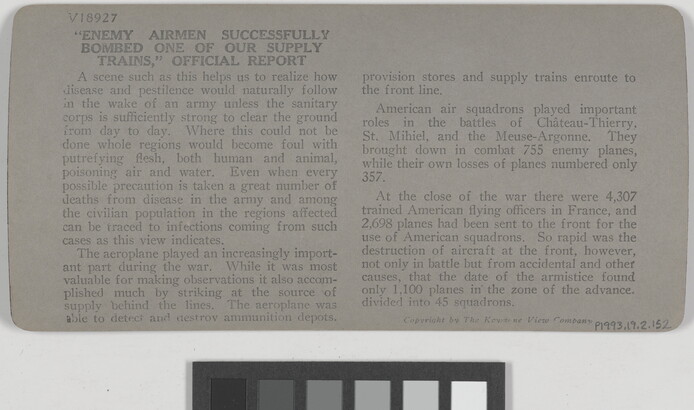 V18927
"ENEMY AIRMEN SUCCESSFULLY
BOMBED ONE OF OUR SUPPLY
TRAINS," OFFICIAL REPORT
A scene such as this helps us to realize how
disease and pestilence would naturally follow
in the wake of an army unless the sanitary
corps is sufficiently strong to clear the ground
from day to day. Where this could not be
done whole regions would become foul with
putrefying flesh, both human and animal,
poisoning air and water. Even when every
possible precaution is taken a great number of
deaths from disease in the army and among
the civilian population in the regions affected
can be traced to infections coming from such
cases as this view indicates.
The aeroplane played an increasingly import-
ant part during the war. While it was most
valuable for making observations it also accom-
plished much by striking at the source of
supply behind the lines. The aeroplane was
able to detect and destroy ammunition depots,
provision stores and supply trains enroute to
the front line.
American air squadrons played important
roles in the battles of Château-Thierry,
St. Mihiel, and the Meuse-Argonne. They
brought down in combat 755 enemy planes,
while their own losses of planes numbered only
357.
At the close of the war there were 4,307
trained American flying officers in France, and
2,698 planes had been sent to the front for the
use of American squadrons. So rapid was the
destruction of aircraft at the front, however,
not only in battle but from accidental and other
causes, that the date of the armistice found
only 1,100 planes in the zone of the advance.
divided into 45 squadrons.
Copyright by The Keystone View Company
P1993.19.2.152